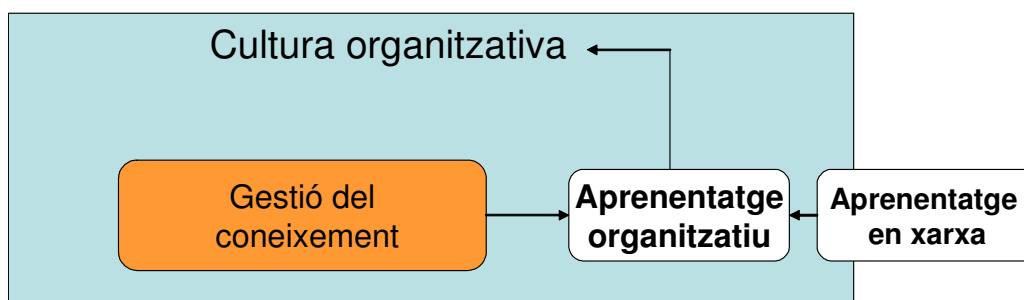 Cultura organitzativa
Gestió del
coneixement
Aprenentatge
organitzatiu
Aprenentatge
en xarxa